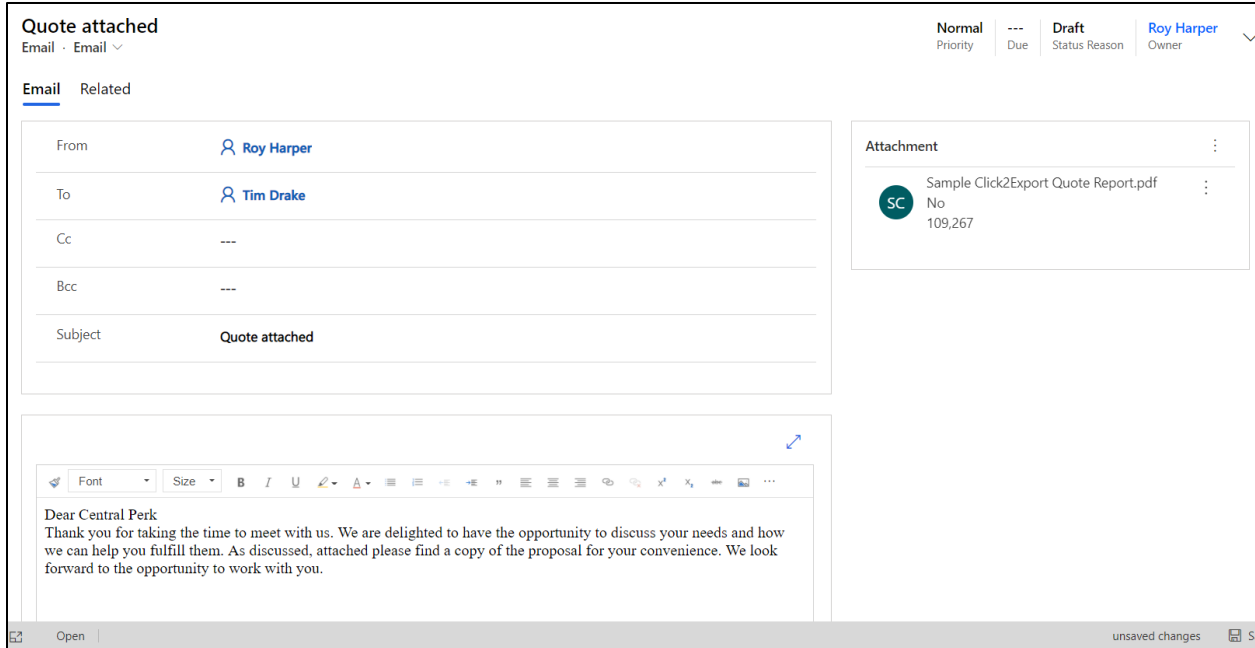 Quote attached
Email · Email
Normal
Priority
---
Due
Draft
Status Reason
Roy Harper
Owner
Email Related
From Roy Harper
To Tim Drake
Cc ---
Bcc ---
Subject Quote attached
Attachment
SC
Sample Click2Export Quote Report.pdf
No
109,267
Font Size B I U A " x² x₂ abc ...
Dear Central Perk
Thank you for taking the time to meet with us. We are delighted to have the opportunity to discuss your needs and how
we can help you fulfill them. As discussed, attached please find a copy of the proposal for your convenience. We look
forward to the opportunity to work with you.
Open unsaved changes S